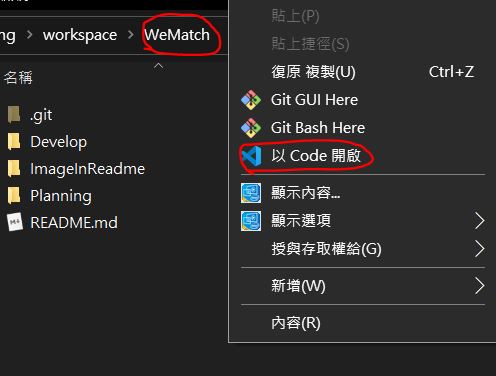 ng > workspace > WeMatch
名稱
.git
Develop
ImageInReadme
Planning
README.md
貼上(P)
貼上捷徑(S)
復原 複製(U) Ctrl+Z
Git GUI Here
Git Bash Here
以 Code 開啟
顯示內容...
顯示選項
授與存取權給(G)
新增(W)
內容(R)